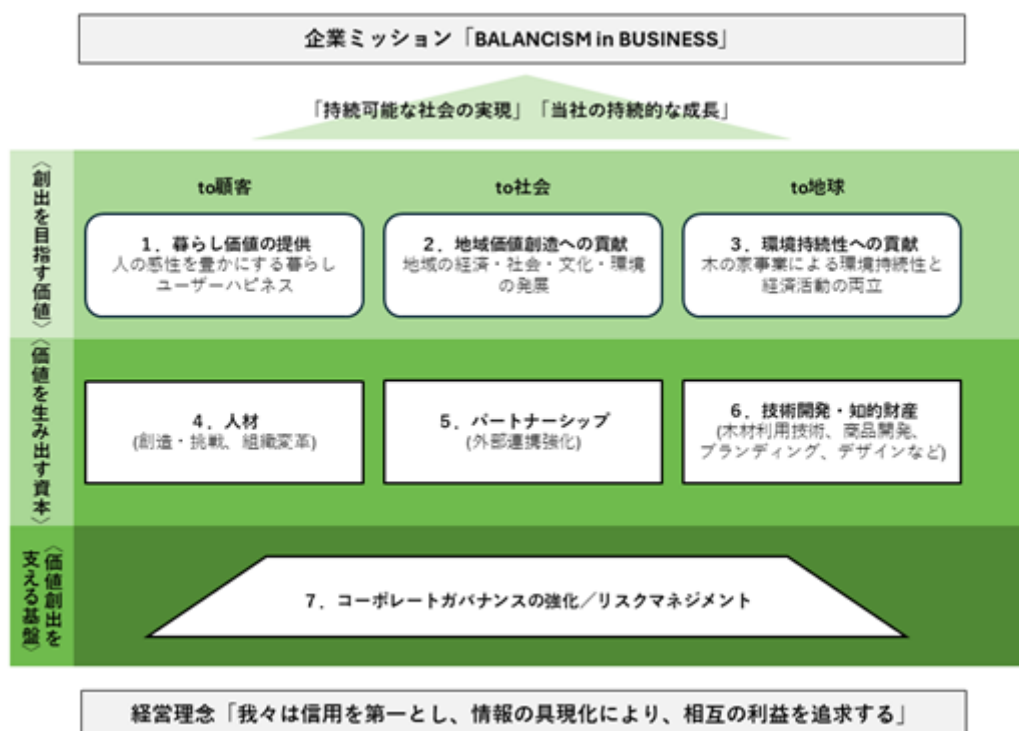 企業ミッション「BALANCISM in BUSINESS」
「持続可能な社会の実現」「当社の持続的な成長」
〈創出を目指す価値〉
to顧客
to社会
to地球
1．暮らし価値の提供
人の感性を豊かにする暮らし
ユーザーハピネス
2．地域価値創造への貢献
地域の経済・社会・文化・環境
の発展
3．環境持続性への貢献
木の家事業による環境持続性と
経済活動の両立
〈価値を生み出す資本〉
4．人材
(創造・挑戦、組織変革)
5．パートナーシップ
(外部連携強化)
6．技術開発・知的財産
(木材利用技術、商品開発、
ブランディング、デザインなど)
〈価値創出を
支える基盤〉
7．コーポレートガバナンスの強化／リスクマネジメント
経営理念「我々は信用を第一とし、情報の具現化により、相互の利益を追求する」